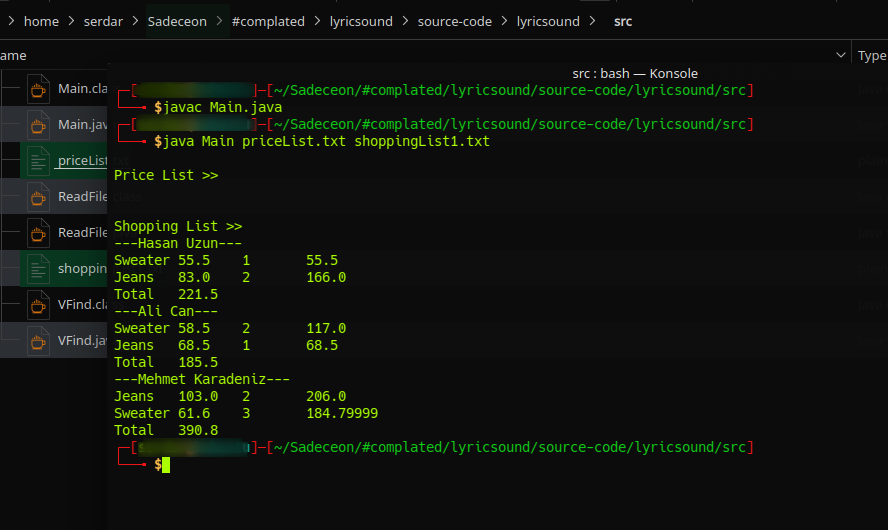 home > serdar > Sadeceon > #complated > lyricsound > source-code > lyricsound > src
ame
Type
Main.cla
Main.jav
priceList
ReadFile
ReadFile
shoppin
VFind.cla
VFind.jav
src : bash — Konsole
]-[~/Sadeceon/#complated/lyricsound/source-code/lyricsound/src]
$javac Main.java
]-[~/Sadeceon/#complated/lyricsound/source-code/lyricsound/src]
$java Main priceList.txt shoppingList1.txt
Price List >>
Shopping List >>
---Hasan Uzun---
Sweater 55.5 1 55.5
Jeans 83.0 2 166.0
Total 221.5
---Ali Can---
Sweater 58.5 2 117.0
Jeans 68.5 1 68.5
Total 185.5
---Mehmet Karadeniz---
Jeans 103.0 2 206.0
Sweater 61.6 3 184.79999
Total 390.8
]-[~/Sadeceon/#complated/lyricsound/source-code/lyricsound/src]
$